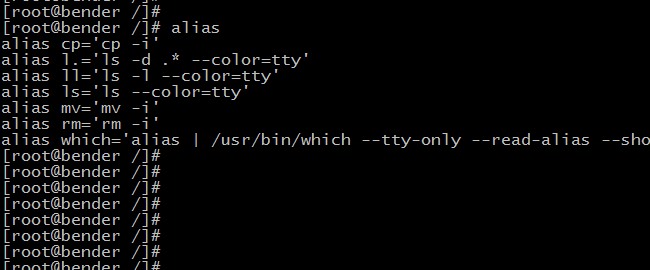 [root@bender /]#
[root@bender /]#
[root@bender /]# alias
alias cp='cp -i'
alias l.='ls -d .* --color=tty'
alias ll='ls -l --color=tty'
alias ls='ls --color=tty'
alias mv='mv -i'
alias rm='rm -i'
alias which='alias | /usr/bin/which --tty-only --read-alias --sho
[root@bender /]#
[root@bender /]#
[root@bender /]#
[root@bender /]#
[root@bender /]#
[root@bender /]#
[root@bender /]#
[root@bender /]#